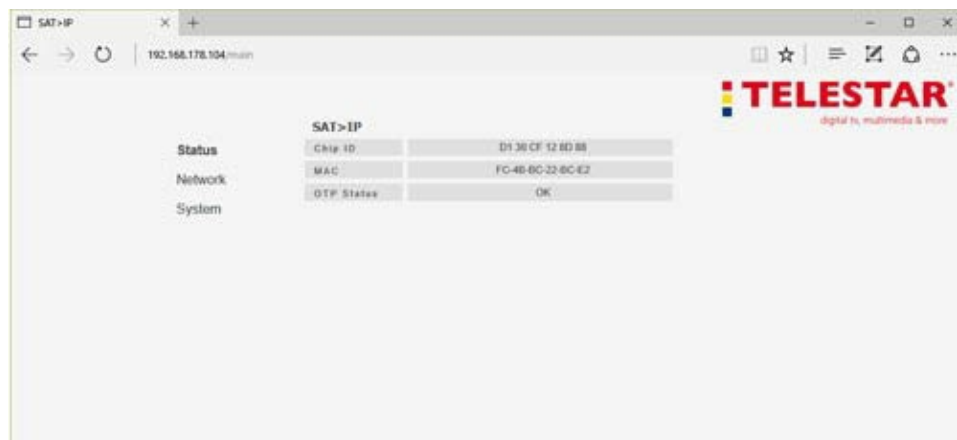 SAT>IP
192.168.178.104/main
TELESTAR
digital tv, multimedia & more
SAT>IP
Status
Network
System
Chip ID D1 30 CF 12 8D 88
MAC FC-4B-BC-22-BC-E2
OTP Status OK